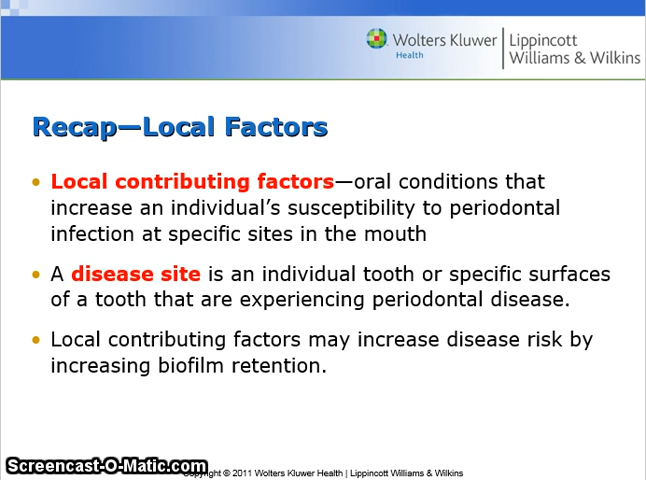 Wolters Kluwer
Health
Lippincott
Williams & Wilkins
Recap—Local Factors
• Local contributing factors—oral conditions that
increase an individual's susceptibility to periodontal
infection at specific sites in the mouth
• A disease site is an individual tooth or specific surfaces
of a tooth that are experiencing periodontal disease.
• Local contributing factors may increase disease risk by
increasing biofilm retention.
Screencast-O-Matic.com
Copyright © 2011 Wolters Kluwer Health | Lippincott Williams & Wilkins